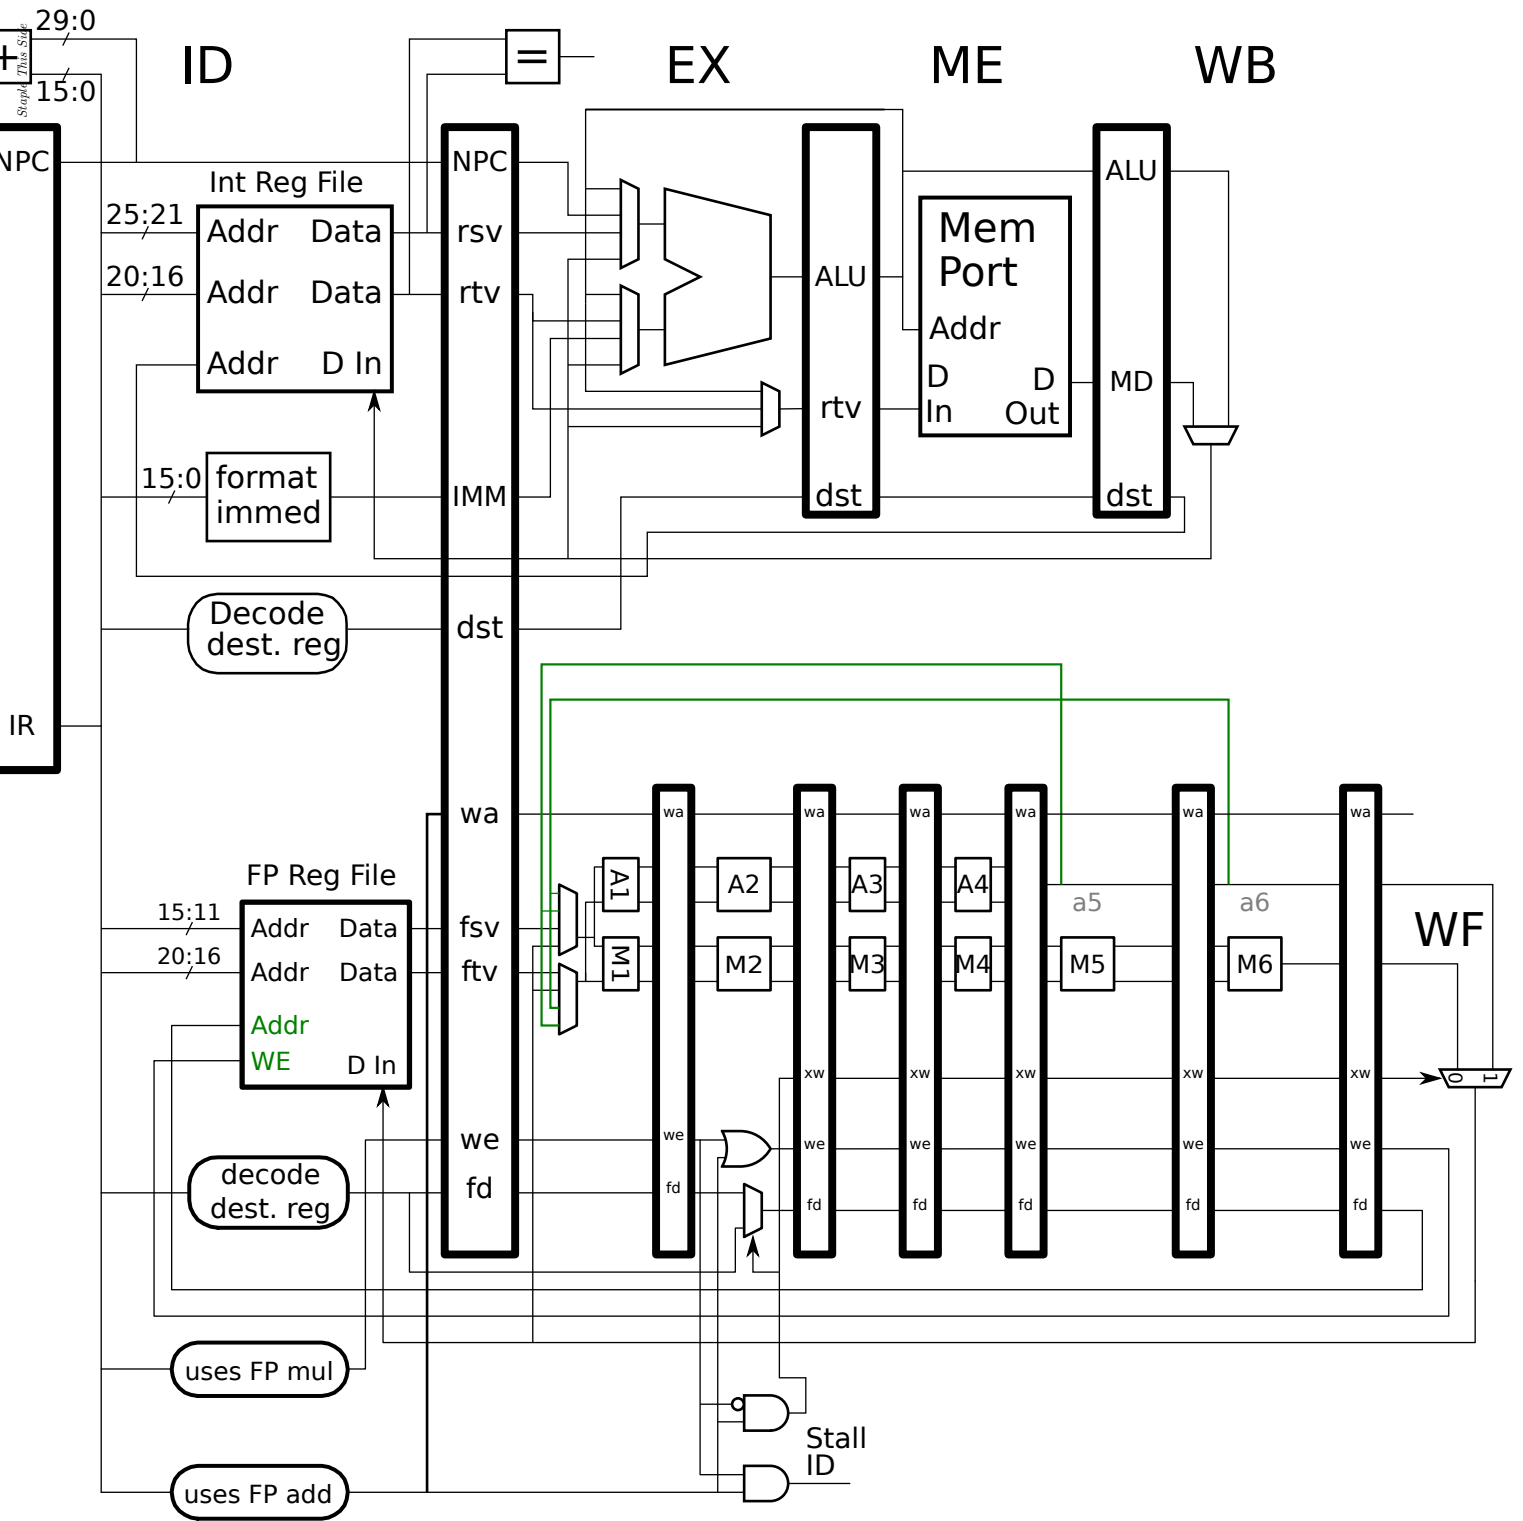 29:0
+
Staple This Side
15:0
ID
=
EX
ME
WB
NPC
NPC
ALU
Int Reg File
25:21
Addr
Data
rsv
20:16
Addr
Data
rtv
Addr
D In
ALU
Mem
Port
Addr
D
In
D
Out
MD
rtv
15:0
format
immed
IMM
dst
dst
Decode
dest. reg
dst
IR
wa
wa
wa
wa
wa
wa
wa
FP Reg File
A1
A2
A3
A4
a5
a6
WF
15:11
Addr
Data
fsv
20:16
Addr
Data
ftv
M1
M2
M3
M4
M5
M6
Addr
WE
D In
xw
xw
xw
xw
xw
0
1
we
we
we
we
we
we
we
decode
dest. reg
fd
fd
fd
fd
fd
fd
fd
uses FP mul
Stall
ID
uses FP add